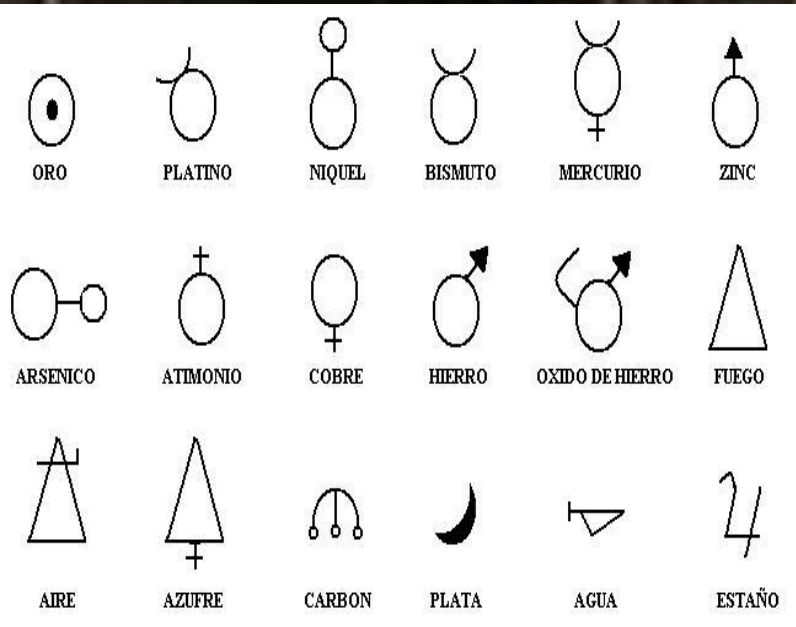 ORO PLATINO NIQUEL BISMUTO MERCURIO ZINC
ARSENICO ATIMONIO COBRE HIERRO OXIDO DE HIERRO FUEGO
AIRE AZUFRE CARBON PLATA AGUA ESTAÑO